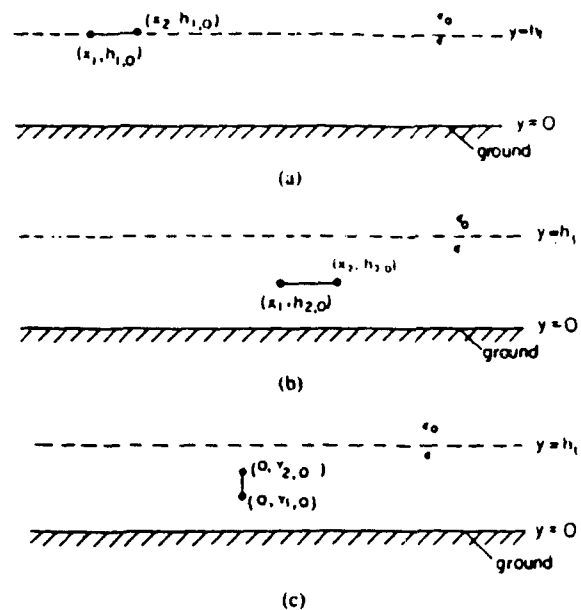 (x₂ h₁,₀)
ε₀
ε
y=h₁
(x₁,h₁,₀)
y=0
ground
(a)
ε₀
ε
y=h₁
(x₂,h₂,₀)
(x₁,h₂,₀)
y=0
ground
(b)
ε₀
ε
y=h₁
(0,y₂,₀)
(0,y₁,₀)
y=0
ground
(c)